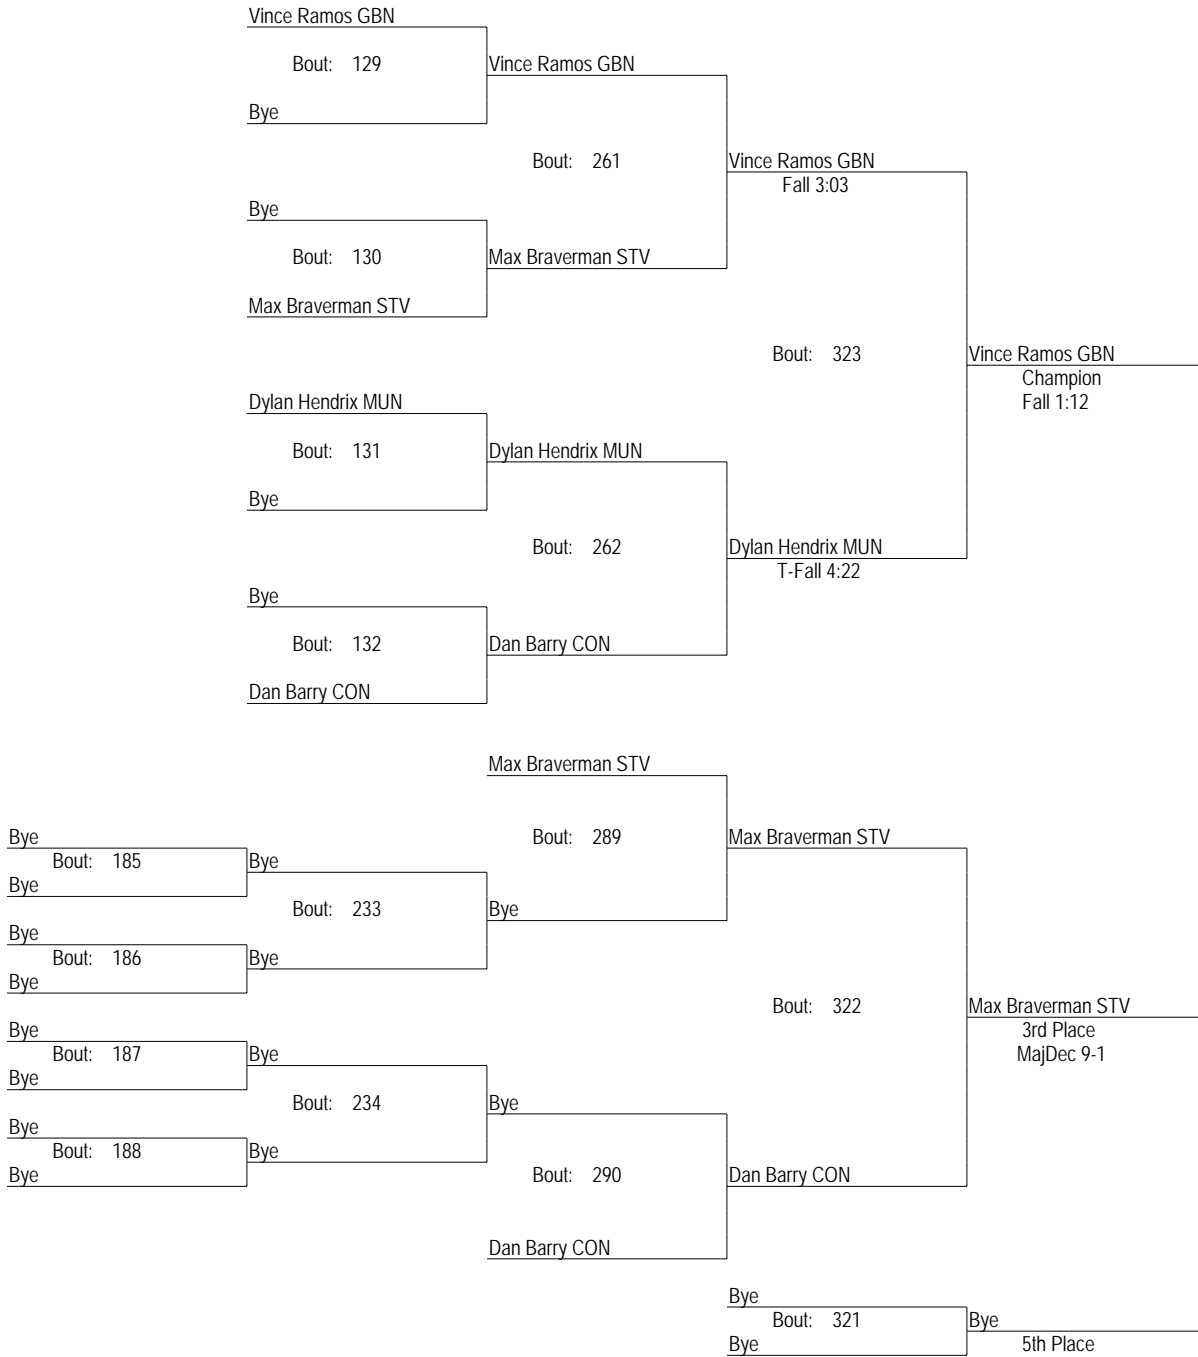 Vince Ramos GBN
Bout: 129
Vince Ramos GBN
Bye
Bout: 261
Vince Ramos GBN
Fall 3:03
Bye
Bout: 130
Max Braverman STV
Max Braverman STV
Bout: 323
Vince Ramos GBN
Champion
Fall 1:12
Dylan Hendrix MUN
Bout: 131
Dylan Hendrix MUN
Bye
Bout: 262
Dylan Hendrix MUN
T-Fall 4:22
Bye
Bout: 132
Dan Barry CON
Dan Barry CON
Max Braverman STV
Bout: 289
Max Braverman STV
Bye
Bout: 185
Bye
Bye
Bout: 233
Bye
Bye
Bout: 186
Bye
Bye
Bout: 322
Max Braverman STV
3rd Place
MajDec 9-1
Bye
Bout: 187
Bye
Bye
Bout: 234
Bye
Bye
Bout: 188
Bye
Bye
Bout: 290
Dan Barry CON
Dan Barry CON
Bye
Bout: 321
Bye
Bye
5th Place